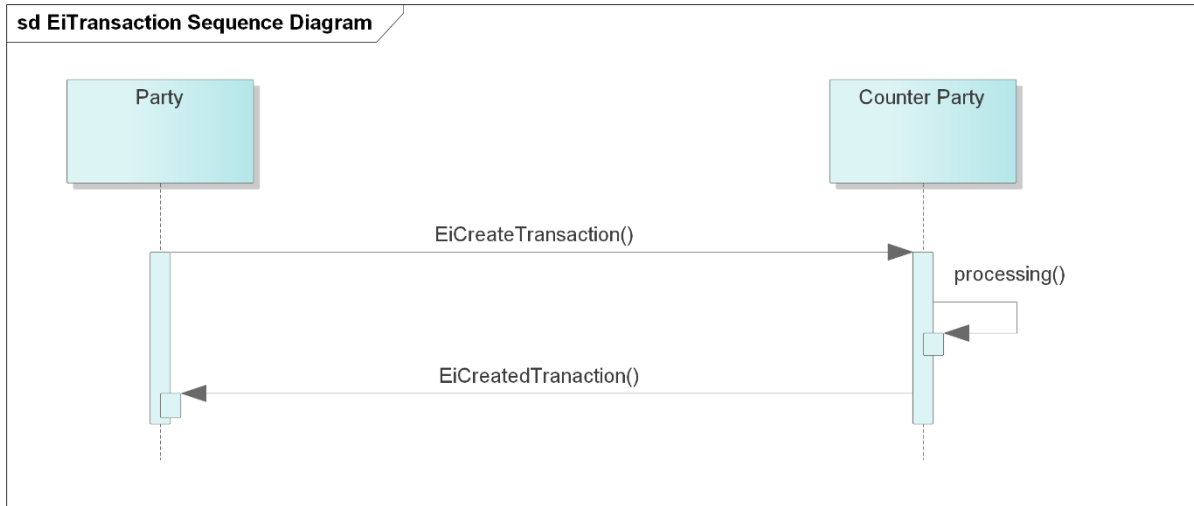 sd EiTransaction Sequence Diagram
Party
Counter Party
EiCreateTransaction()
processing()
EiCreatedTranaction()